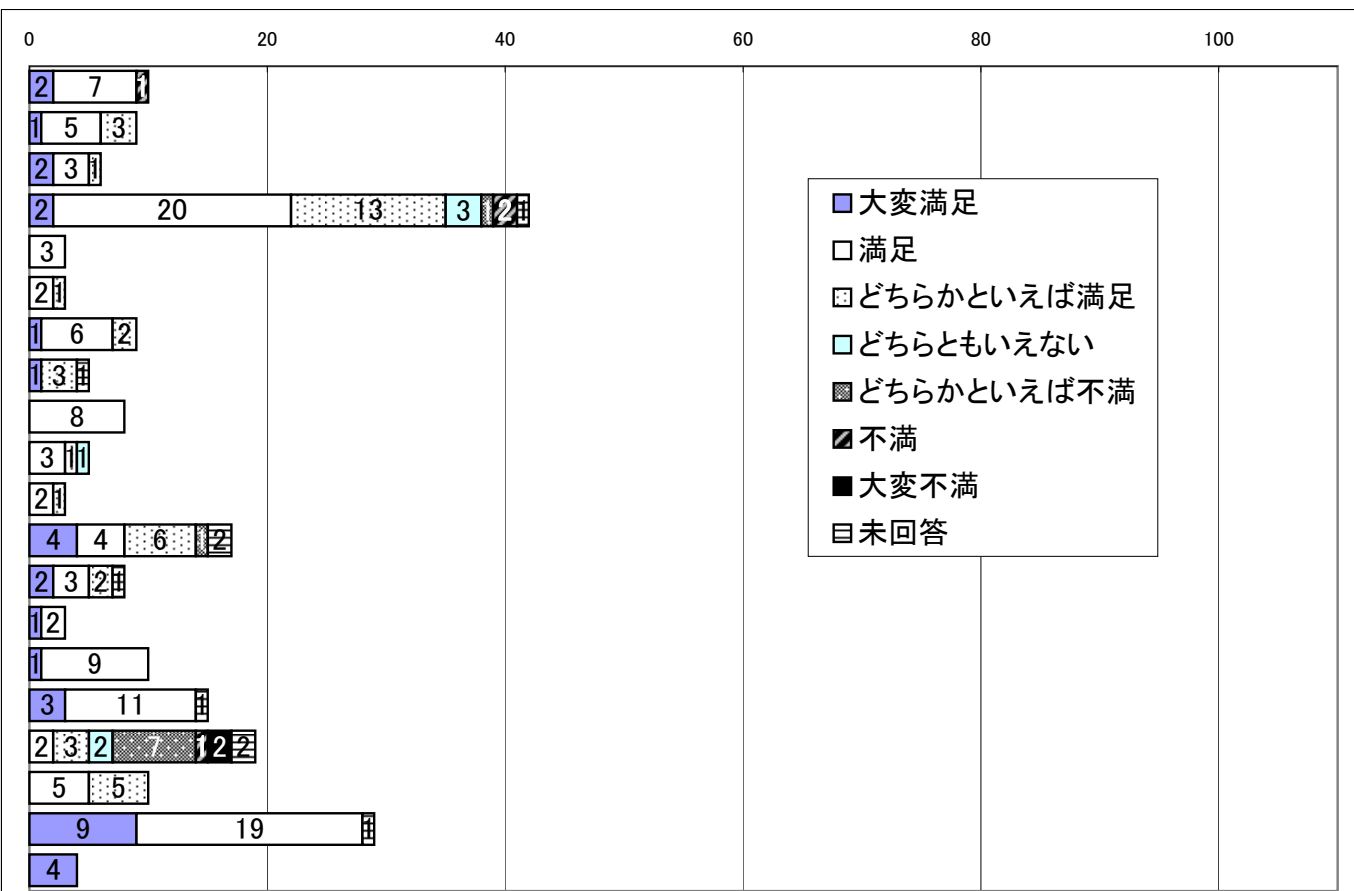 0 20 40 60 80 100
2 7 1
1 5 3
2 3 1
2 20 13 3 1 2 1
3
2 1
1 6 2
1 3 1
8
3 1 1
2 1
4 4 6 1 2
2 3 2 1
1 2
1 9
3 11 1
2 3 2 7 1 2 2
5 5
9 19 1
4
大変満足
満足
どちらかといえば満足
どちらともいえない
どちらかといえば不満
不満
大変不満
未回答